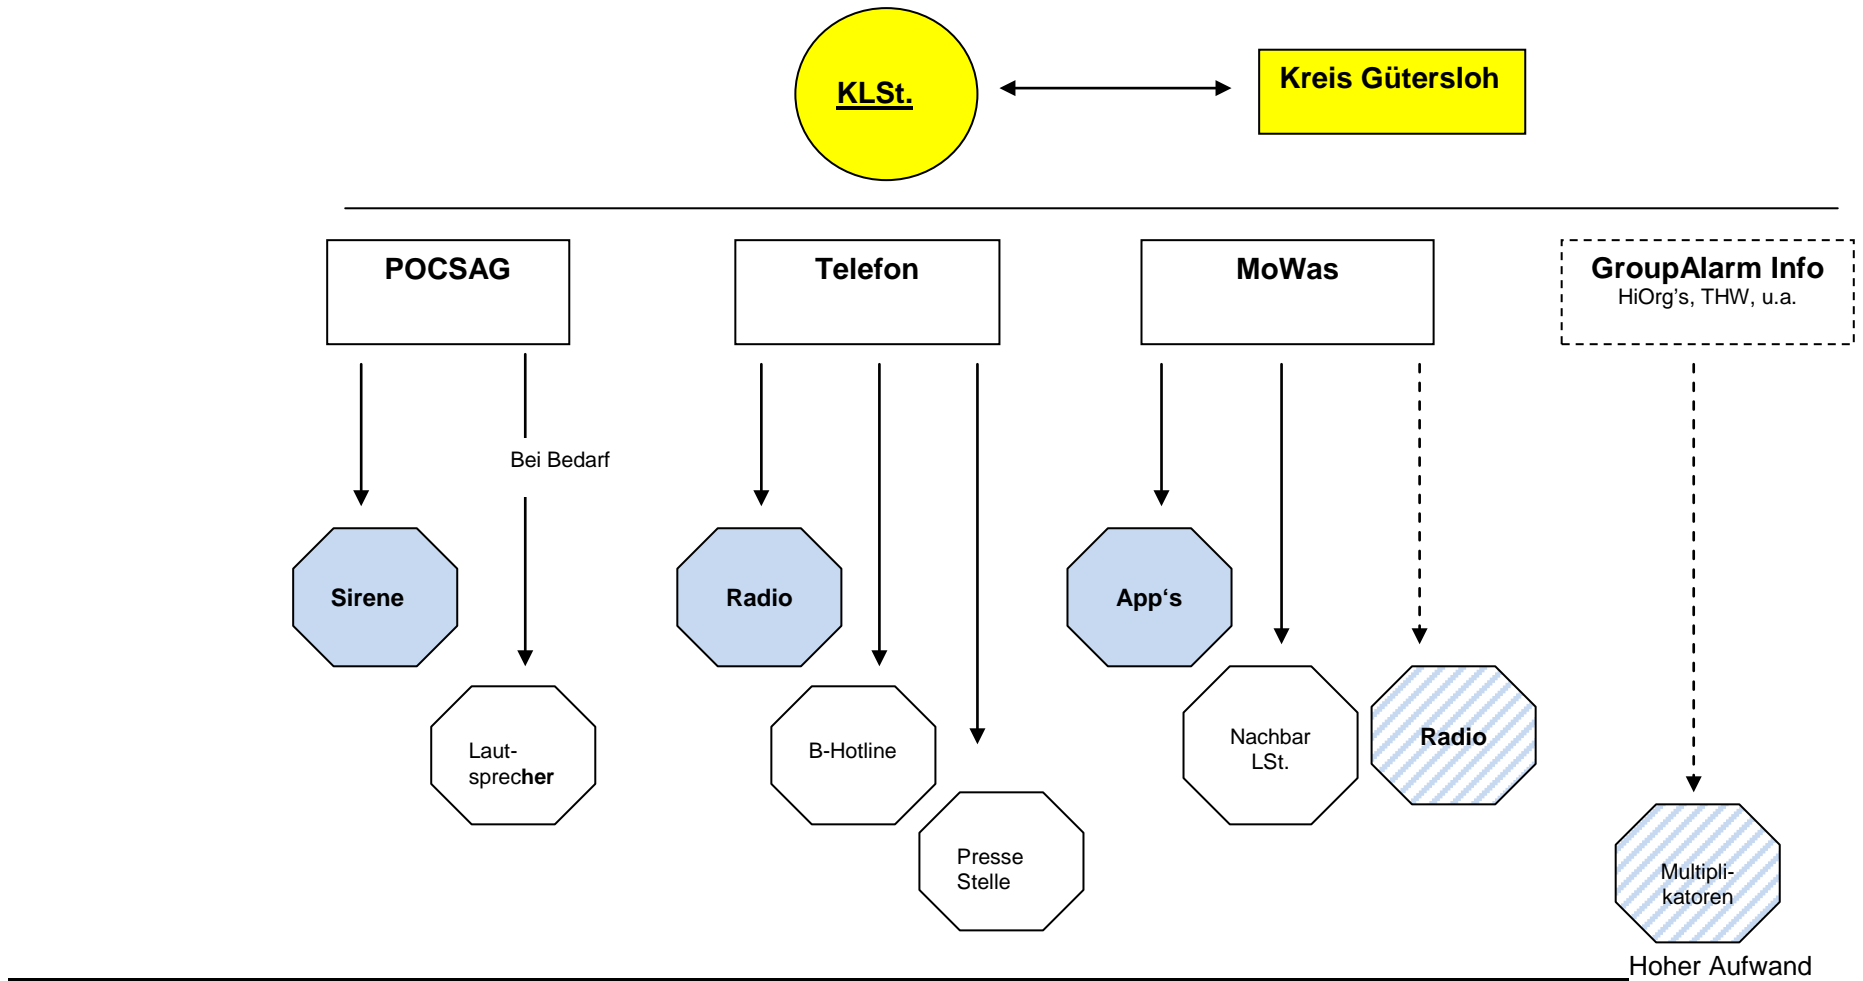 KLSt.
Kreis Gütersloh
POCSAG
Telefon
MoWas
GroupAlarm Info
HiOrg's, THW, u.a.
Bei Bedarf
Sirene
Radio
App‘s
Laut-
sprecher
B-Hotline
Nachbar
LSt.
Radio
Presse
Stelle
Multipli-
katoren
Hoher Aufwand